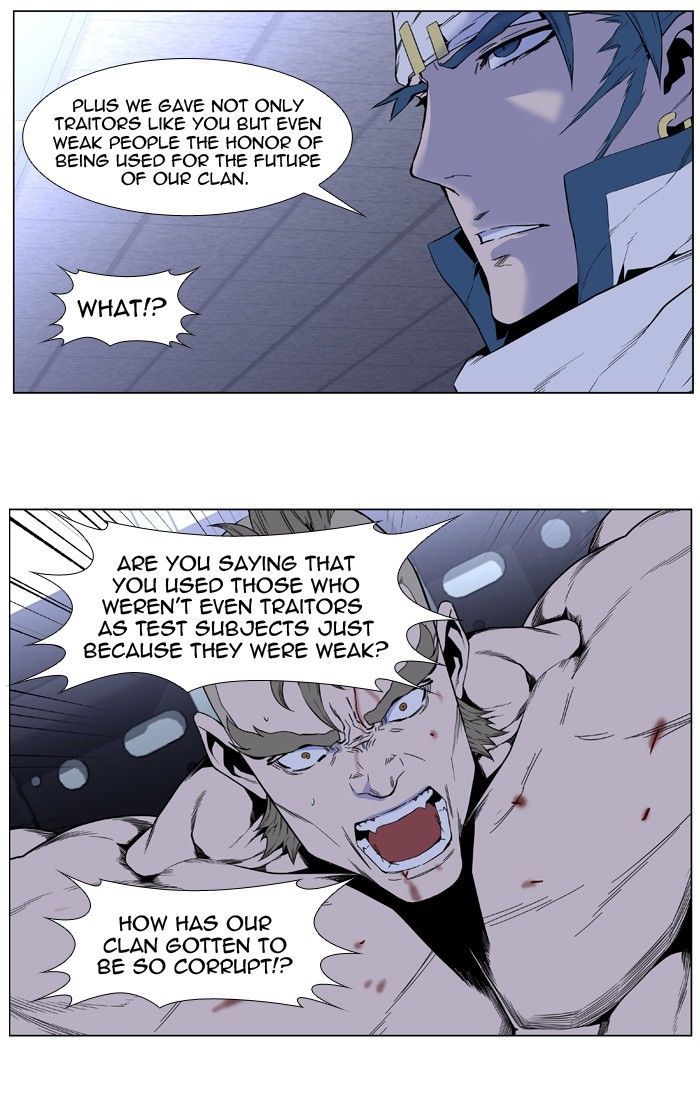 PLUS WE GAVE NOT ONLY
TRAITORS LIKE YOU BUT EVEN
WEAK PEOPLE THE HONOR OF
BEING USED FOR THE FUTURE
OF OUR CLAN.
WHAT!?
ARE YOU SAYING THAT
YOU USED THOSE WHO
WEREN'T EVEN TRAITORS
AS TEST SUBJECTS JUST
BECAUSE THEY WERE WEAK?
HOW HAS OUR
CLAN GOTTEN TO
BE SO CORRUPT!?